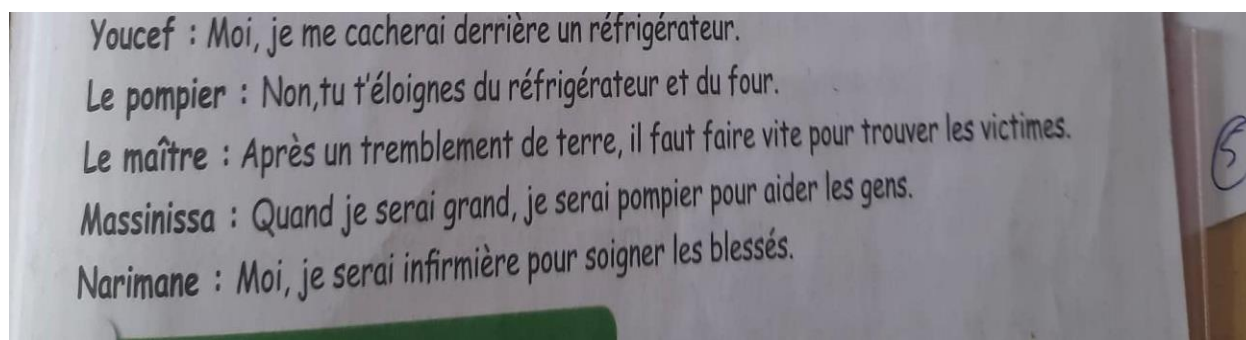 Youcef : Moi, je me cacherai derrière un réfrigérateur.
Le pompier : Non,tu t'éloignes du réfrigérateur et du four.
Le maître : Après un tremblement de terre, il faut faire vite pour trouver les victimes.
Massinissa : Quand je serai grand, je serai pompier pour aider les gens.
Narimane : Moi, je serai infirmière pour soigner les blessés.
5